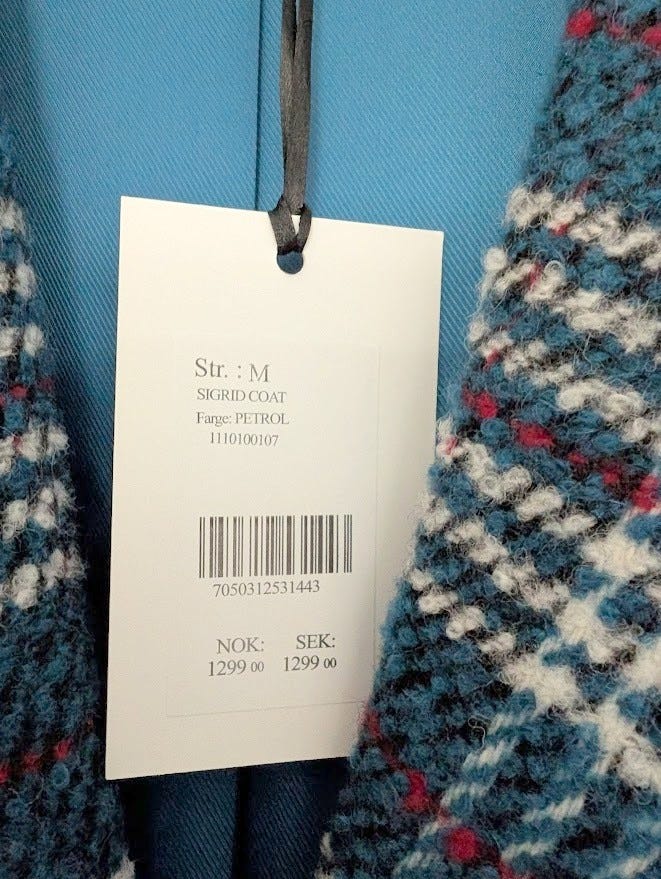 Str. : M
SIGRID COAT
Farge: PETROL
1110100107
7050312531443
NOK: SEK:
1299 00 1299 00